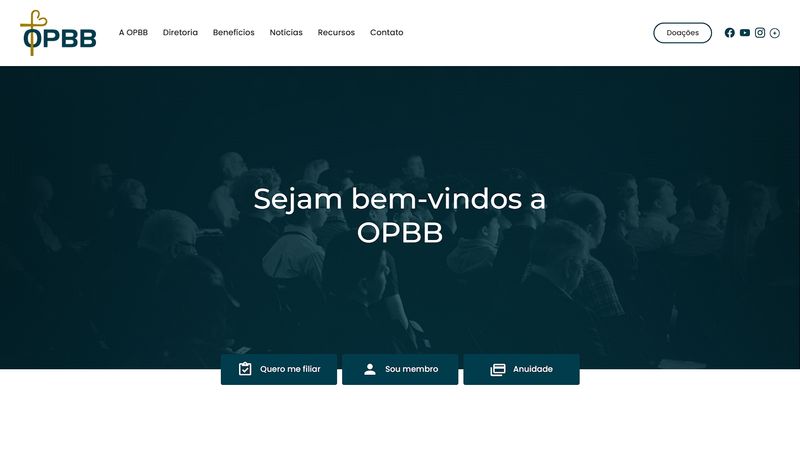 OPBB
A OPBB
Diretoria
Benefícios
Notícias
Recursos
Contato
Doações
Sejam bem-vindos a
OPBB
Quero me filiar
Sou membro
Anuidade